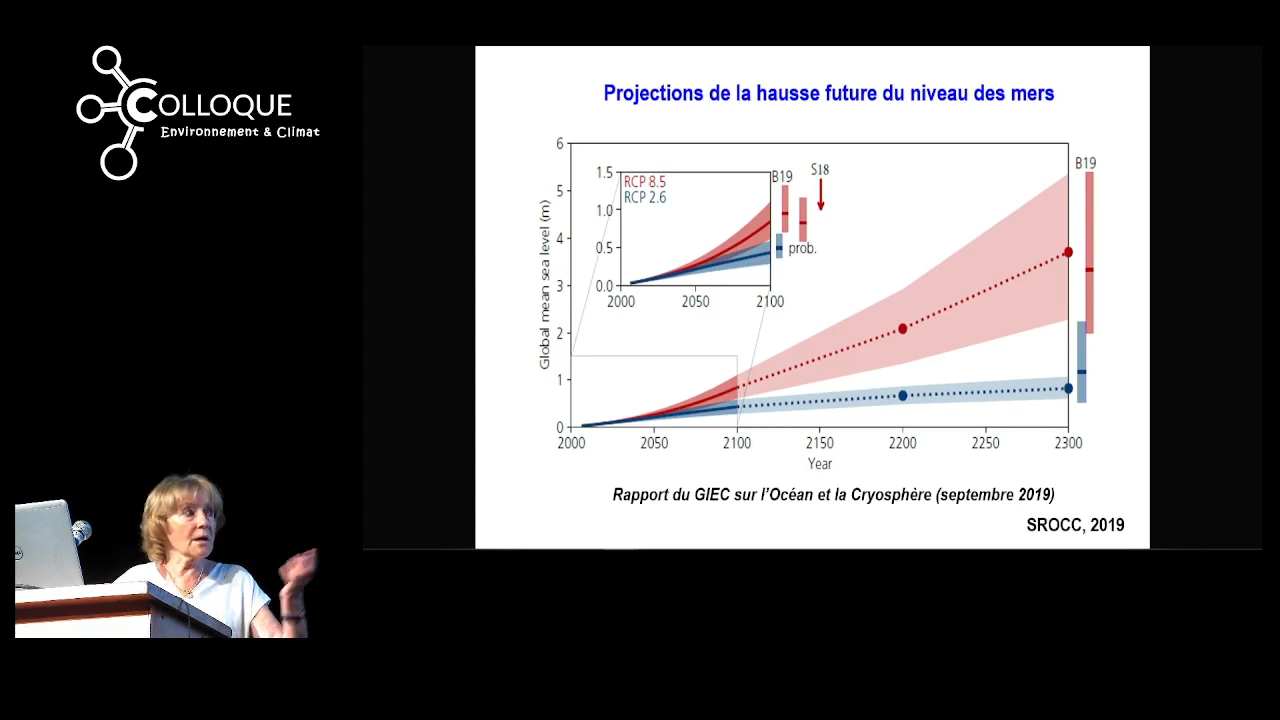 COLLOQUE
Environnement & Climat
Projections de la hausse future du niveau des mers
Global mean sea level (m)
6
5
4
3
2
1
0
1.5
1.0
0.5
0.0
RCP 8.5
RCP 2.6
2000 2050 2100
B19
S18
prob.
B19
2000 2050 2100 2150 2200 2250 2300
Year
Rapport du GIEC sur l'Océan et la Cryosphère (septembre 2019)
SROCC, 2019